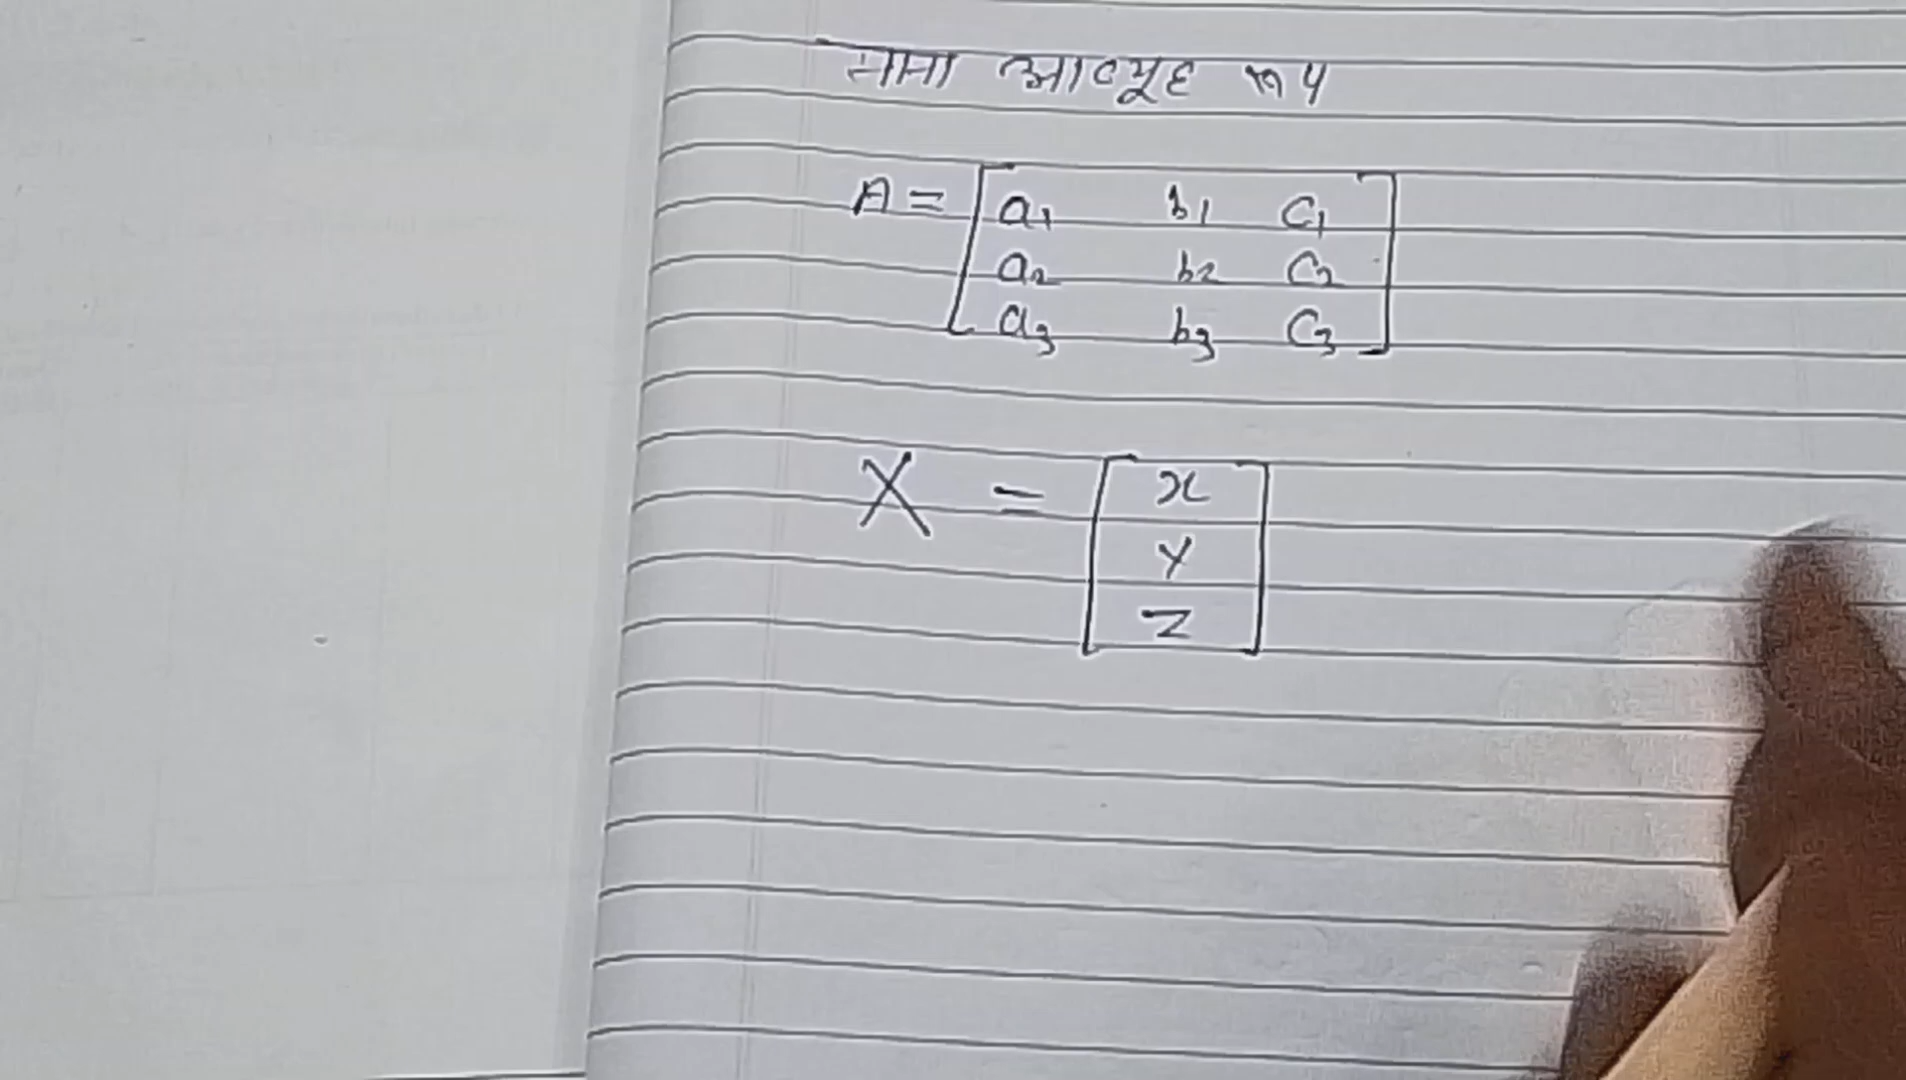 माना आव्यूह रूप
A = [a₁ b₁ c₁
a₂ b₂ c₂
a₃ b₃ c₃]
X = [x
y
z]